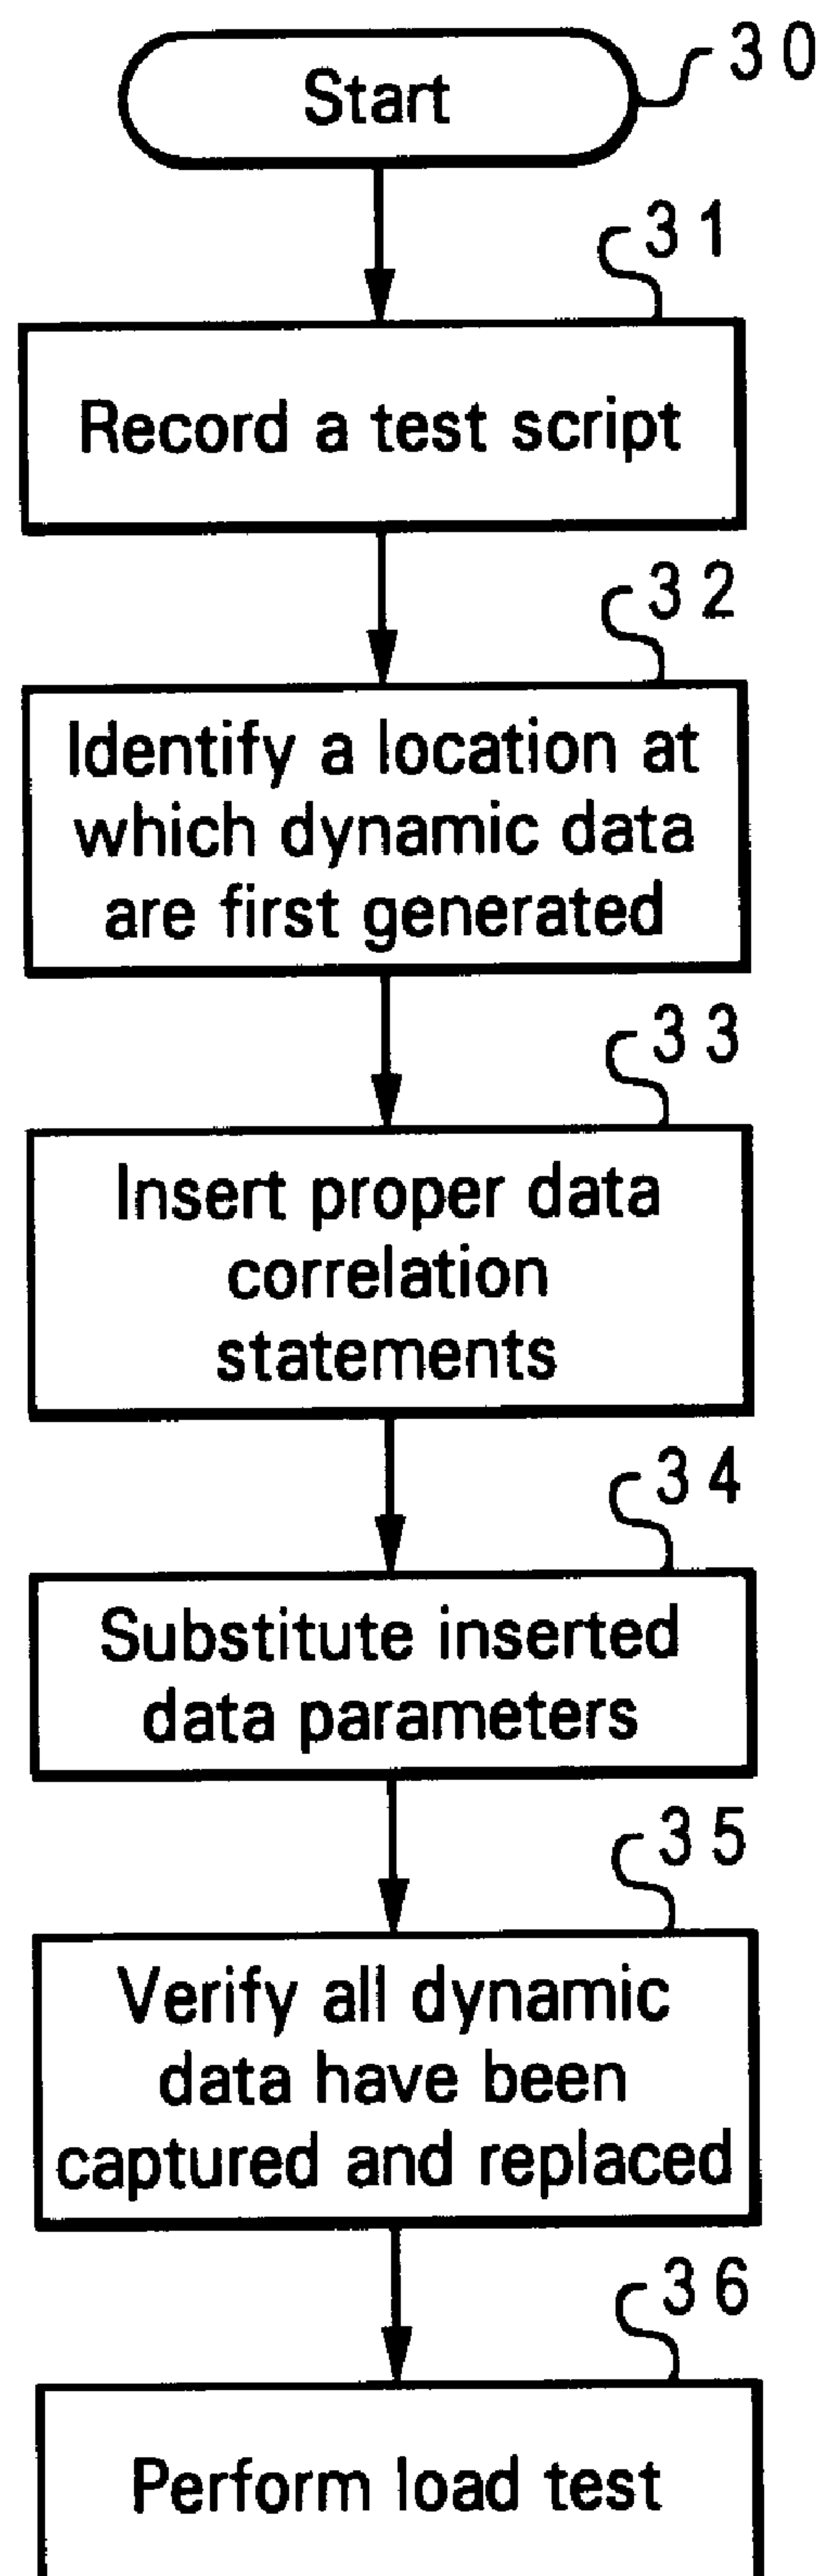 Start
30
31
Record a test script
32
Identify a location at
which dynamic data
are first generated
33
Insert proper data
correlation
statements
34
Substitute inserted
data parameters
35
Verify all dynamic
data have been
captured and replaced
36
Perform load test